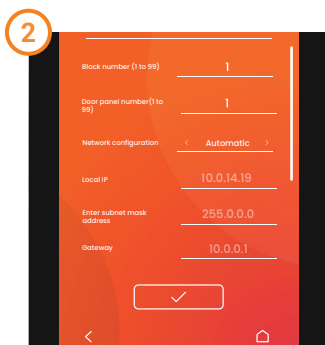 2
Block number (1 to 99)
1
Door panel number(1 to
99)
1
Network configuration
< Automatic >
Local IP
10.0.14.19
Enter subnet mask
address
255.0.0.0
Gateway
10.0.0.1